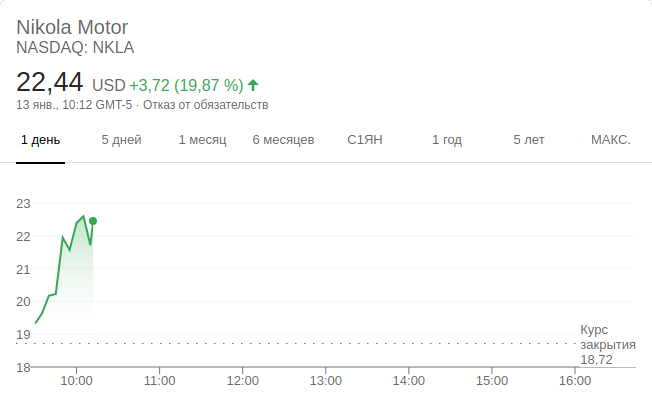 Nikola Motor
NASDAQ: NKLA
22,44 USD +3,72 (19,87 %)
13 янв., 10:12 GMT-5 · Отказ от обязательств
1 день 5 дней 1 месяц 6 месяцев С1ЯН 1 год 5 лет МАКС.
23
22
21
20
19
Курс
закрытия
18,72
18
10:00 11:00 12:00 13:00 14:00 15:00 16:00